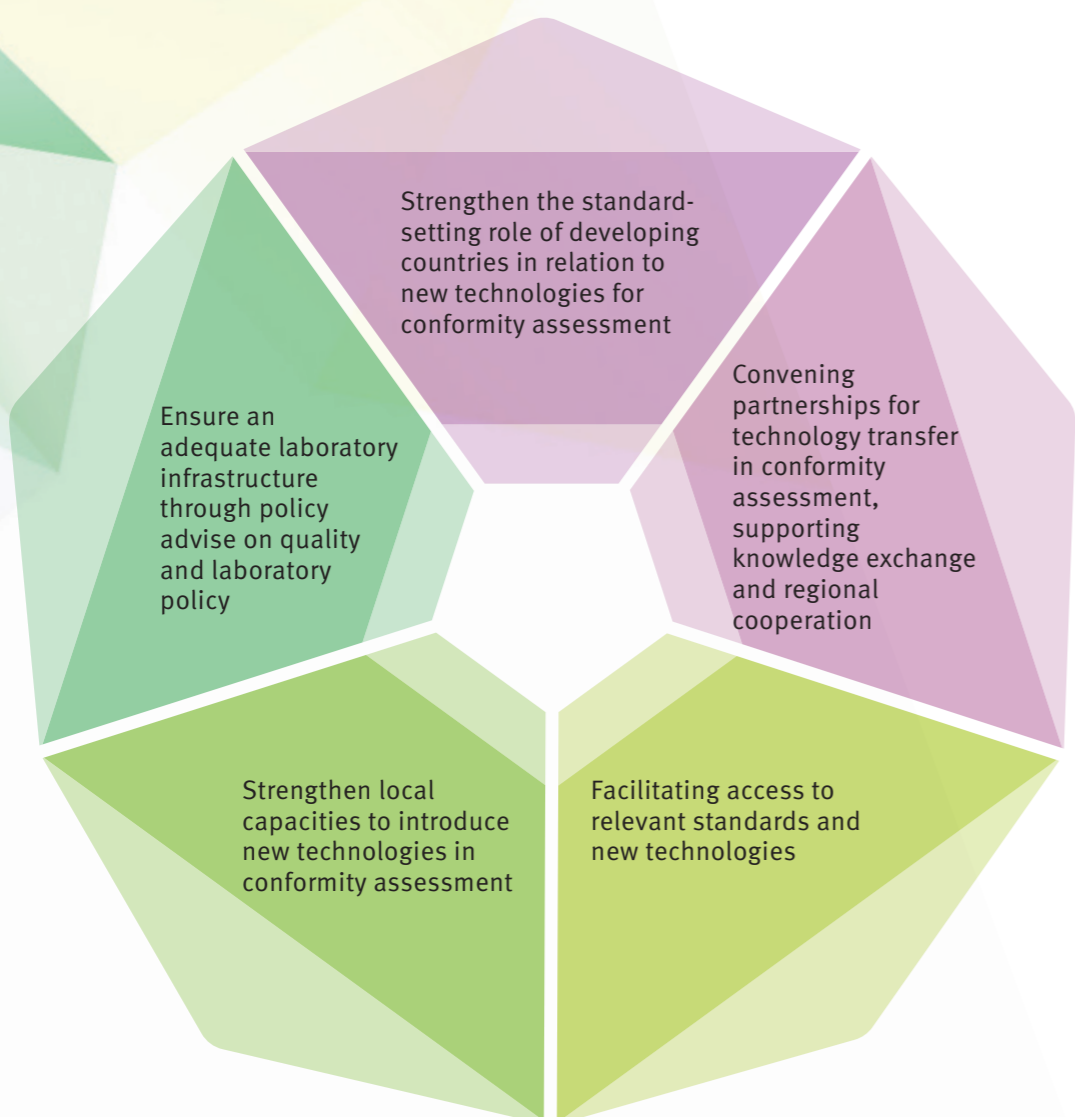 Strengthen the standard-
setting role of developing
countries in relation to
new technologies for
conformity assessment
Convening
partnerships for
technology transfer
in conformity
assessment,
supporting
knowledge exchange
and regional
cooperation
Facilitating access to
relevant standards and
new technologies
Strengthen local
capacities to introduce
new technologies in
conformity assessment
Ensure an
adequate laboratory
infrastructure
through policy
advise on quality
and laboratory
policy